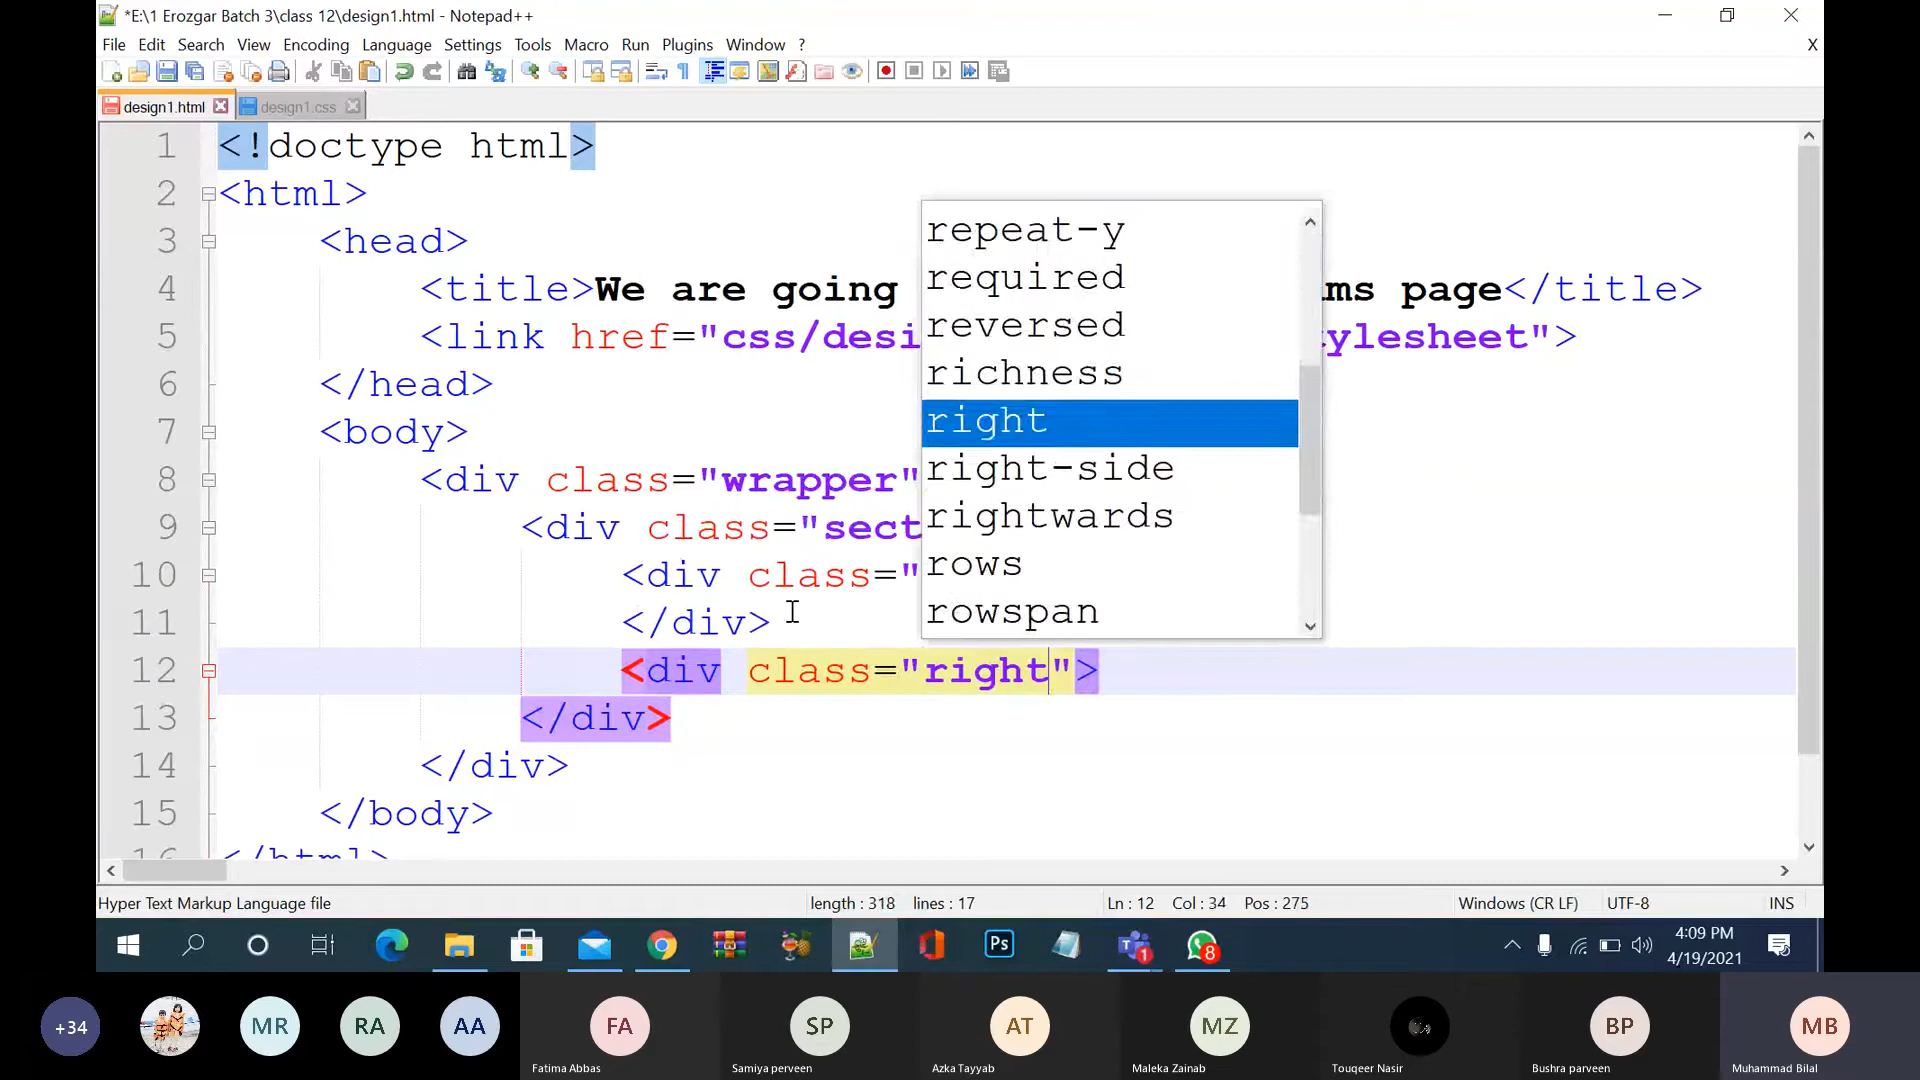 *E:\1 Erozgar Batch 3\class 12\design1.html - Notepad++
File Edit Search View Encoding Language Settings Tools Macro Run Plugins Window ? X
design1.html design1.css
1 <!doctype html>
2 <html>
3 <head>
4 <title>We are going ms page</title>
5 <link href="css/desi ylesheet">
6 </head>
7 <body>
8 <div class="wrapper"
9 <div class="sect
10 <div class="
11 </div>
12 <div class="right">
13 </div>
14 </div>
15 </body>
16 </html>
repeat-y
required
reversed
richness
right
right-side
rightwards
rows
rowspan
Hyper Text Markup Language file length : 318 lines : 17 Ln : 12 Col : 34 Pos : 275 Windows (CR LF) UTF-8 INS
Ps 1 8 4:09 PM
4/19/2021
+34 MR RA AA FA SP AT MZ BP MB
Fatima Abbas Samiya perveen Azka Tayyab Maleka Zainab Touqeer Nasir Bushra parveen Muhammad Bilal